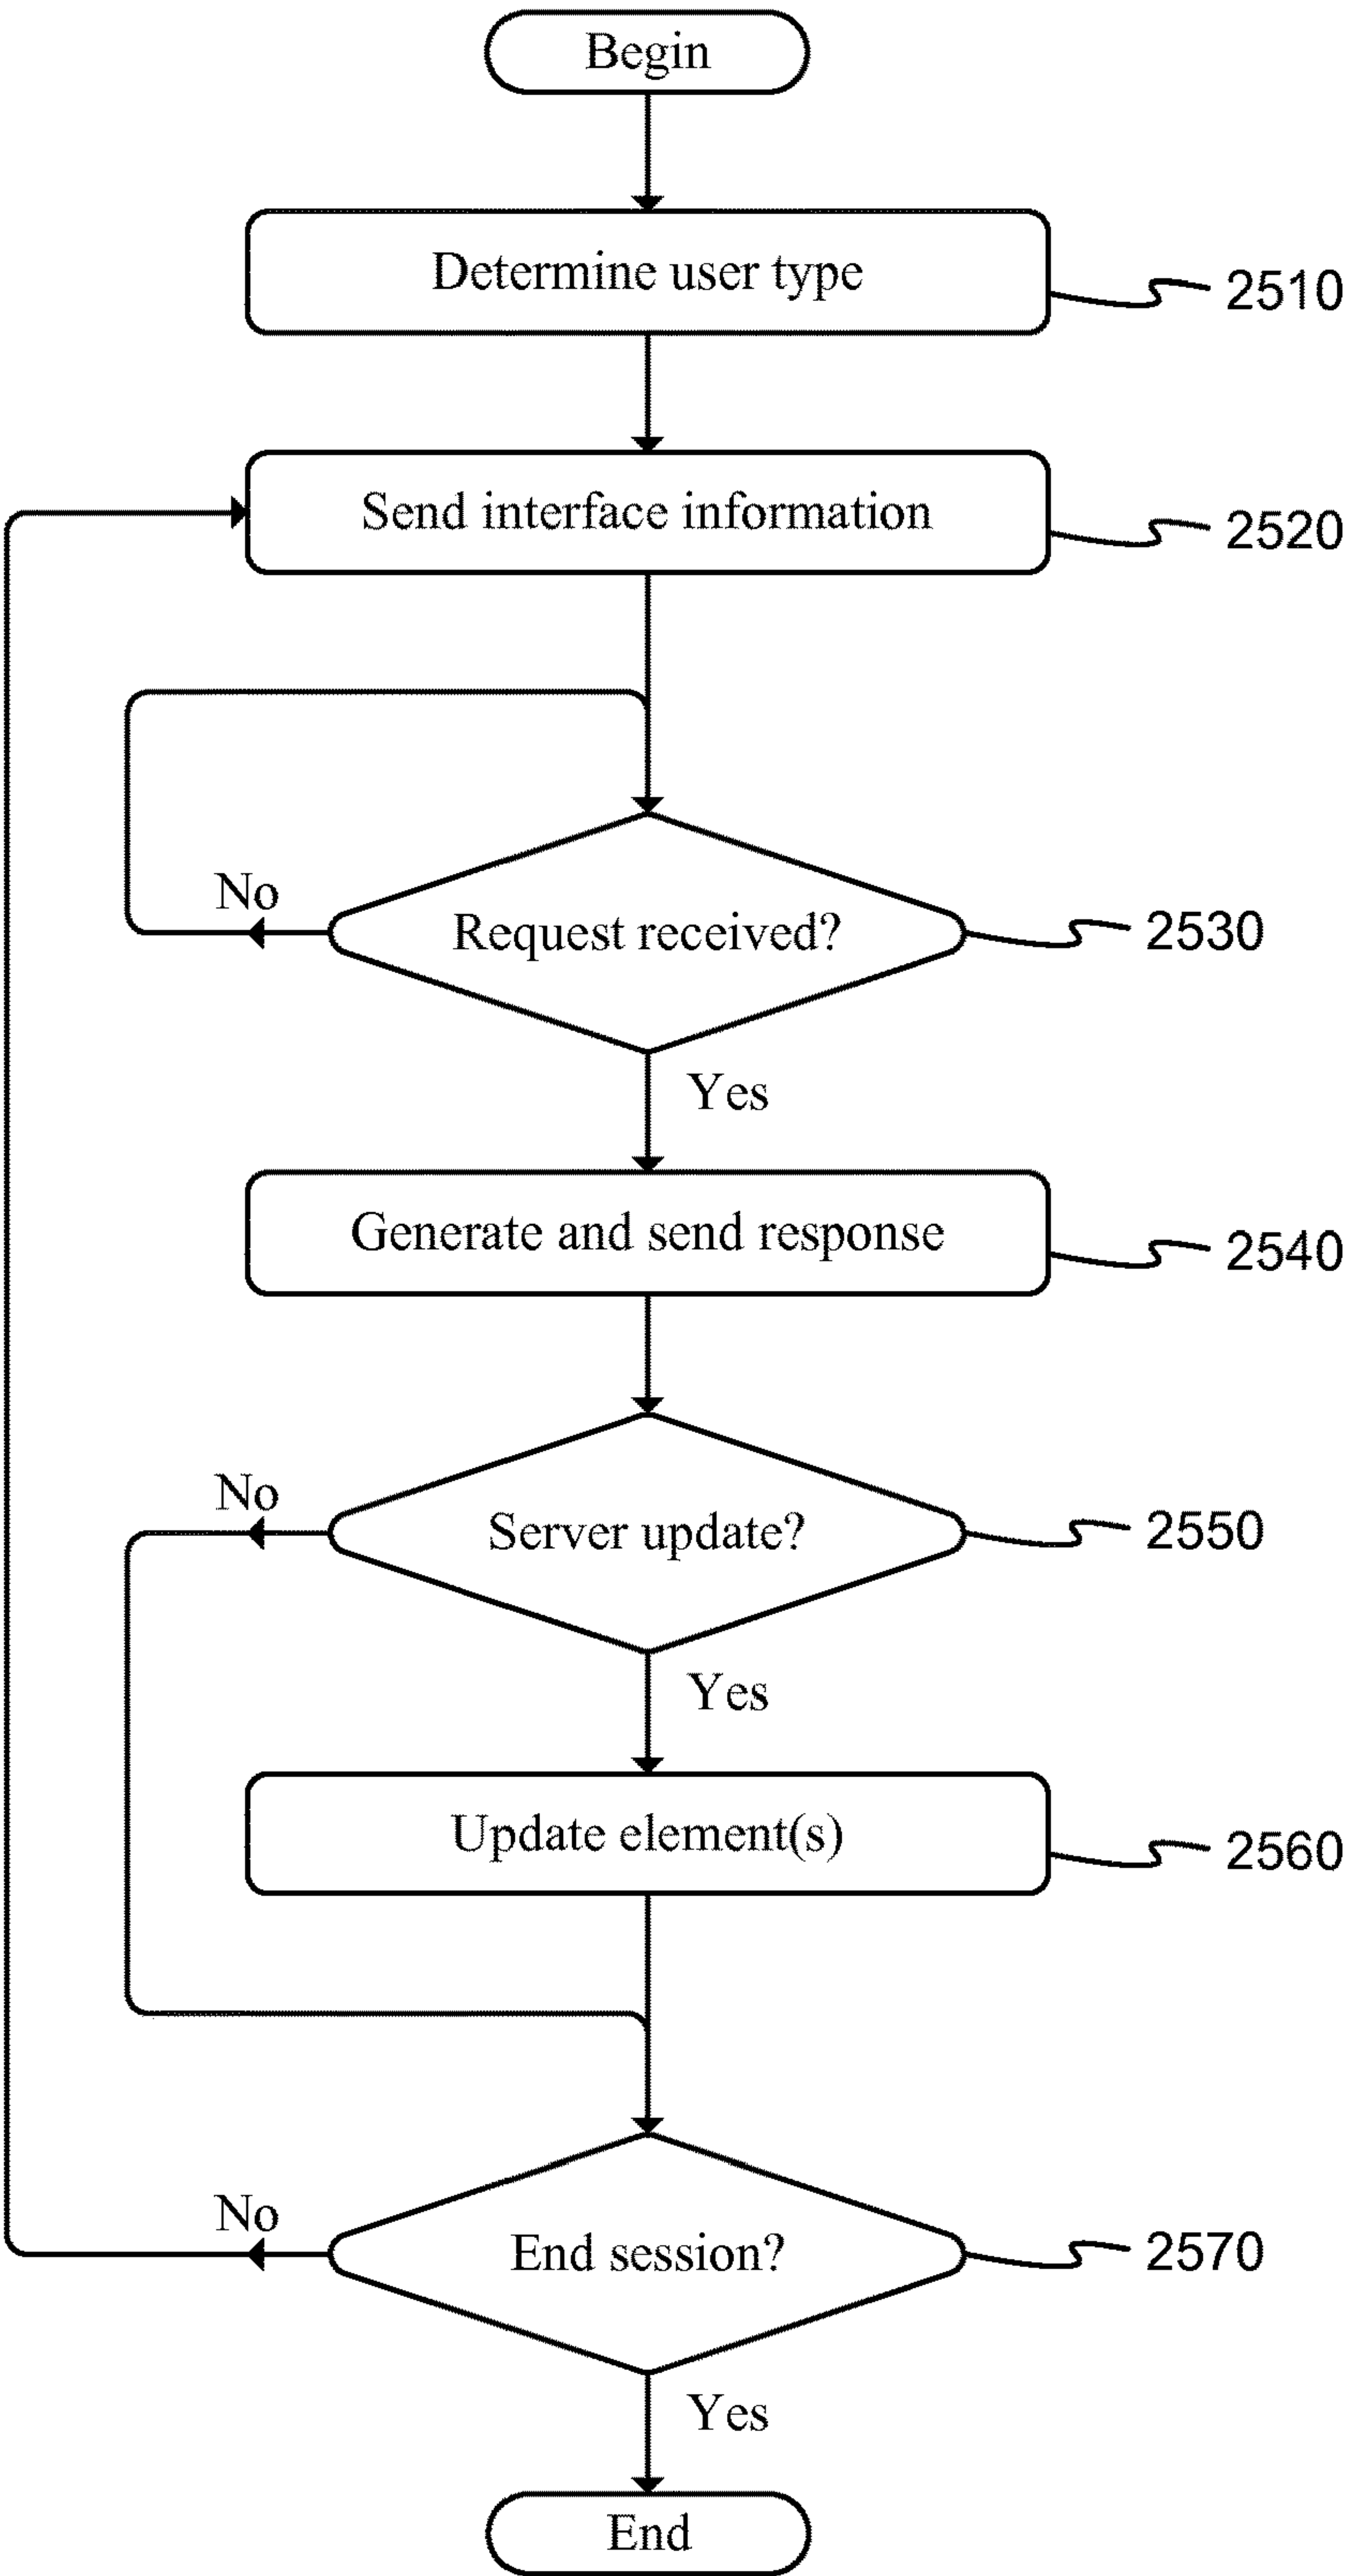 Begin
Determine user type
2510
Send interface information
2520
No
Request received?
2530
Yes
Generate and send response
2540
No
Server update?
2550
Yes
Update element(s)
2560
No
End session?
2570
Yes
End